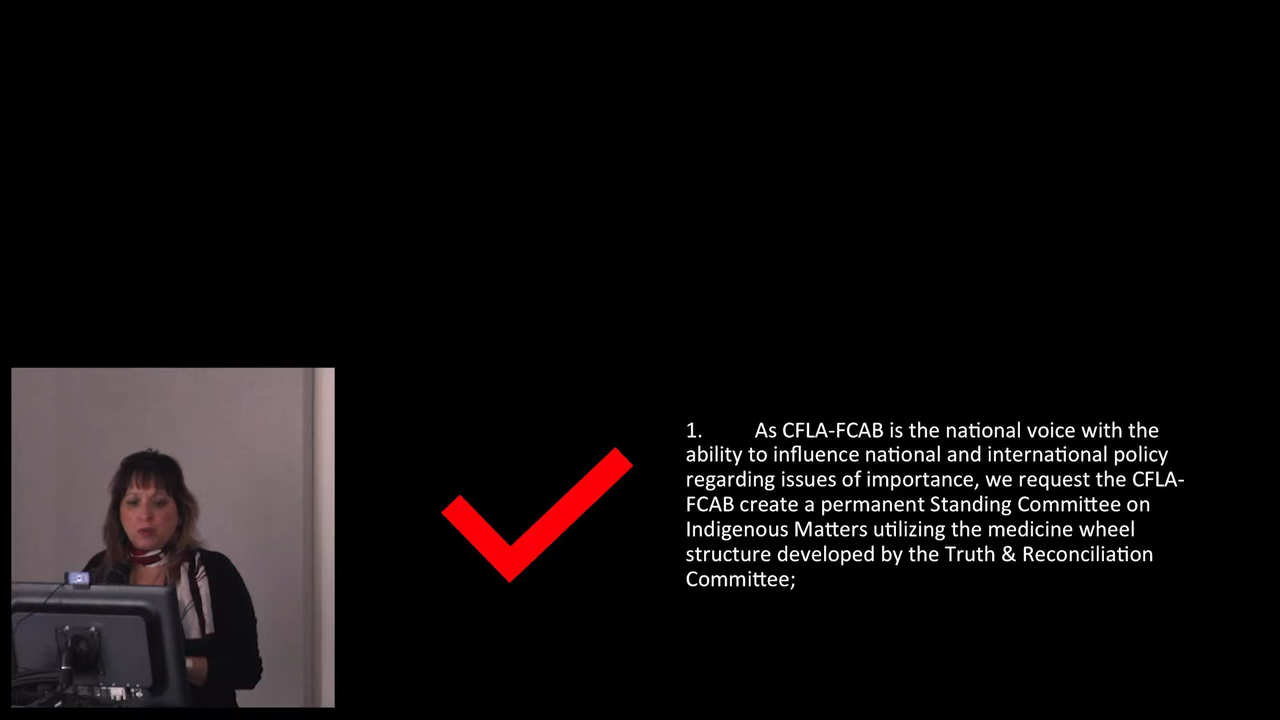 1. As CFLA-FCAB is the national voice with the
ability to influence national and international policy
regarding issues of importance, we request the CFLA-
FCAB create a permanent Standing Committee on
Indigenous Matters utilizing the medicine wheel
structure developed by the Truth & Reconciliation
Committee;